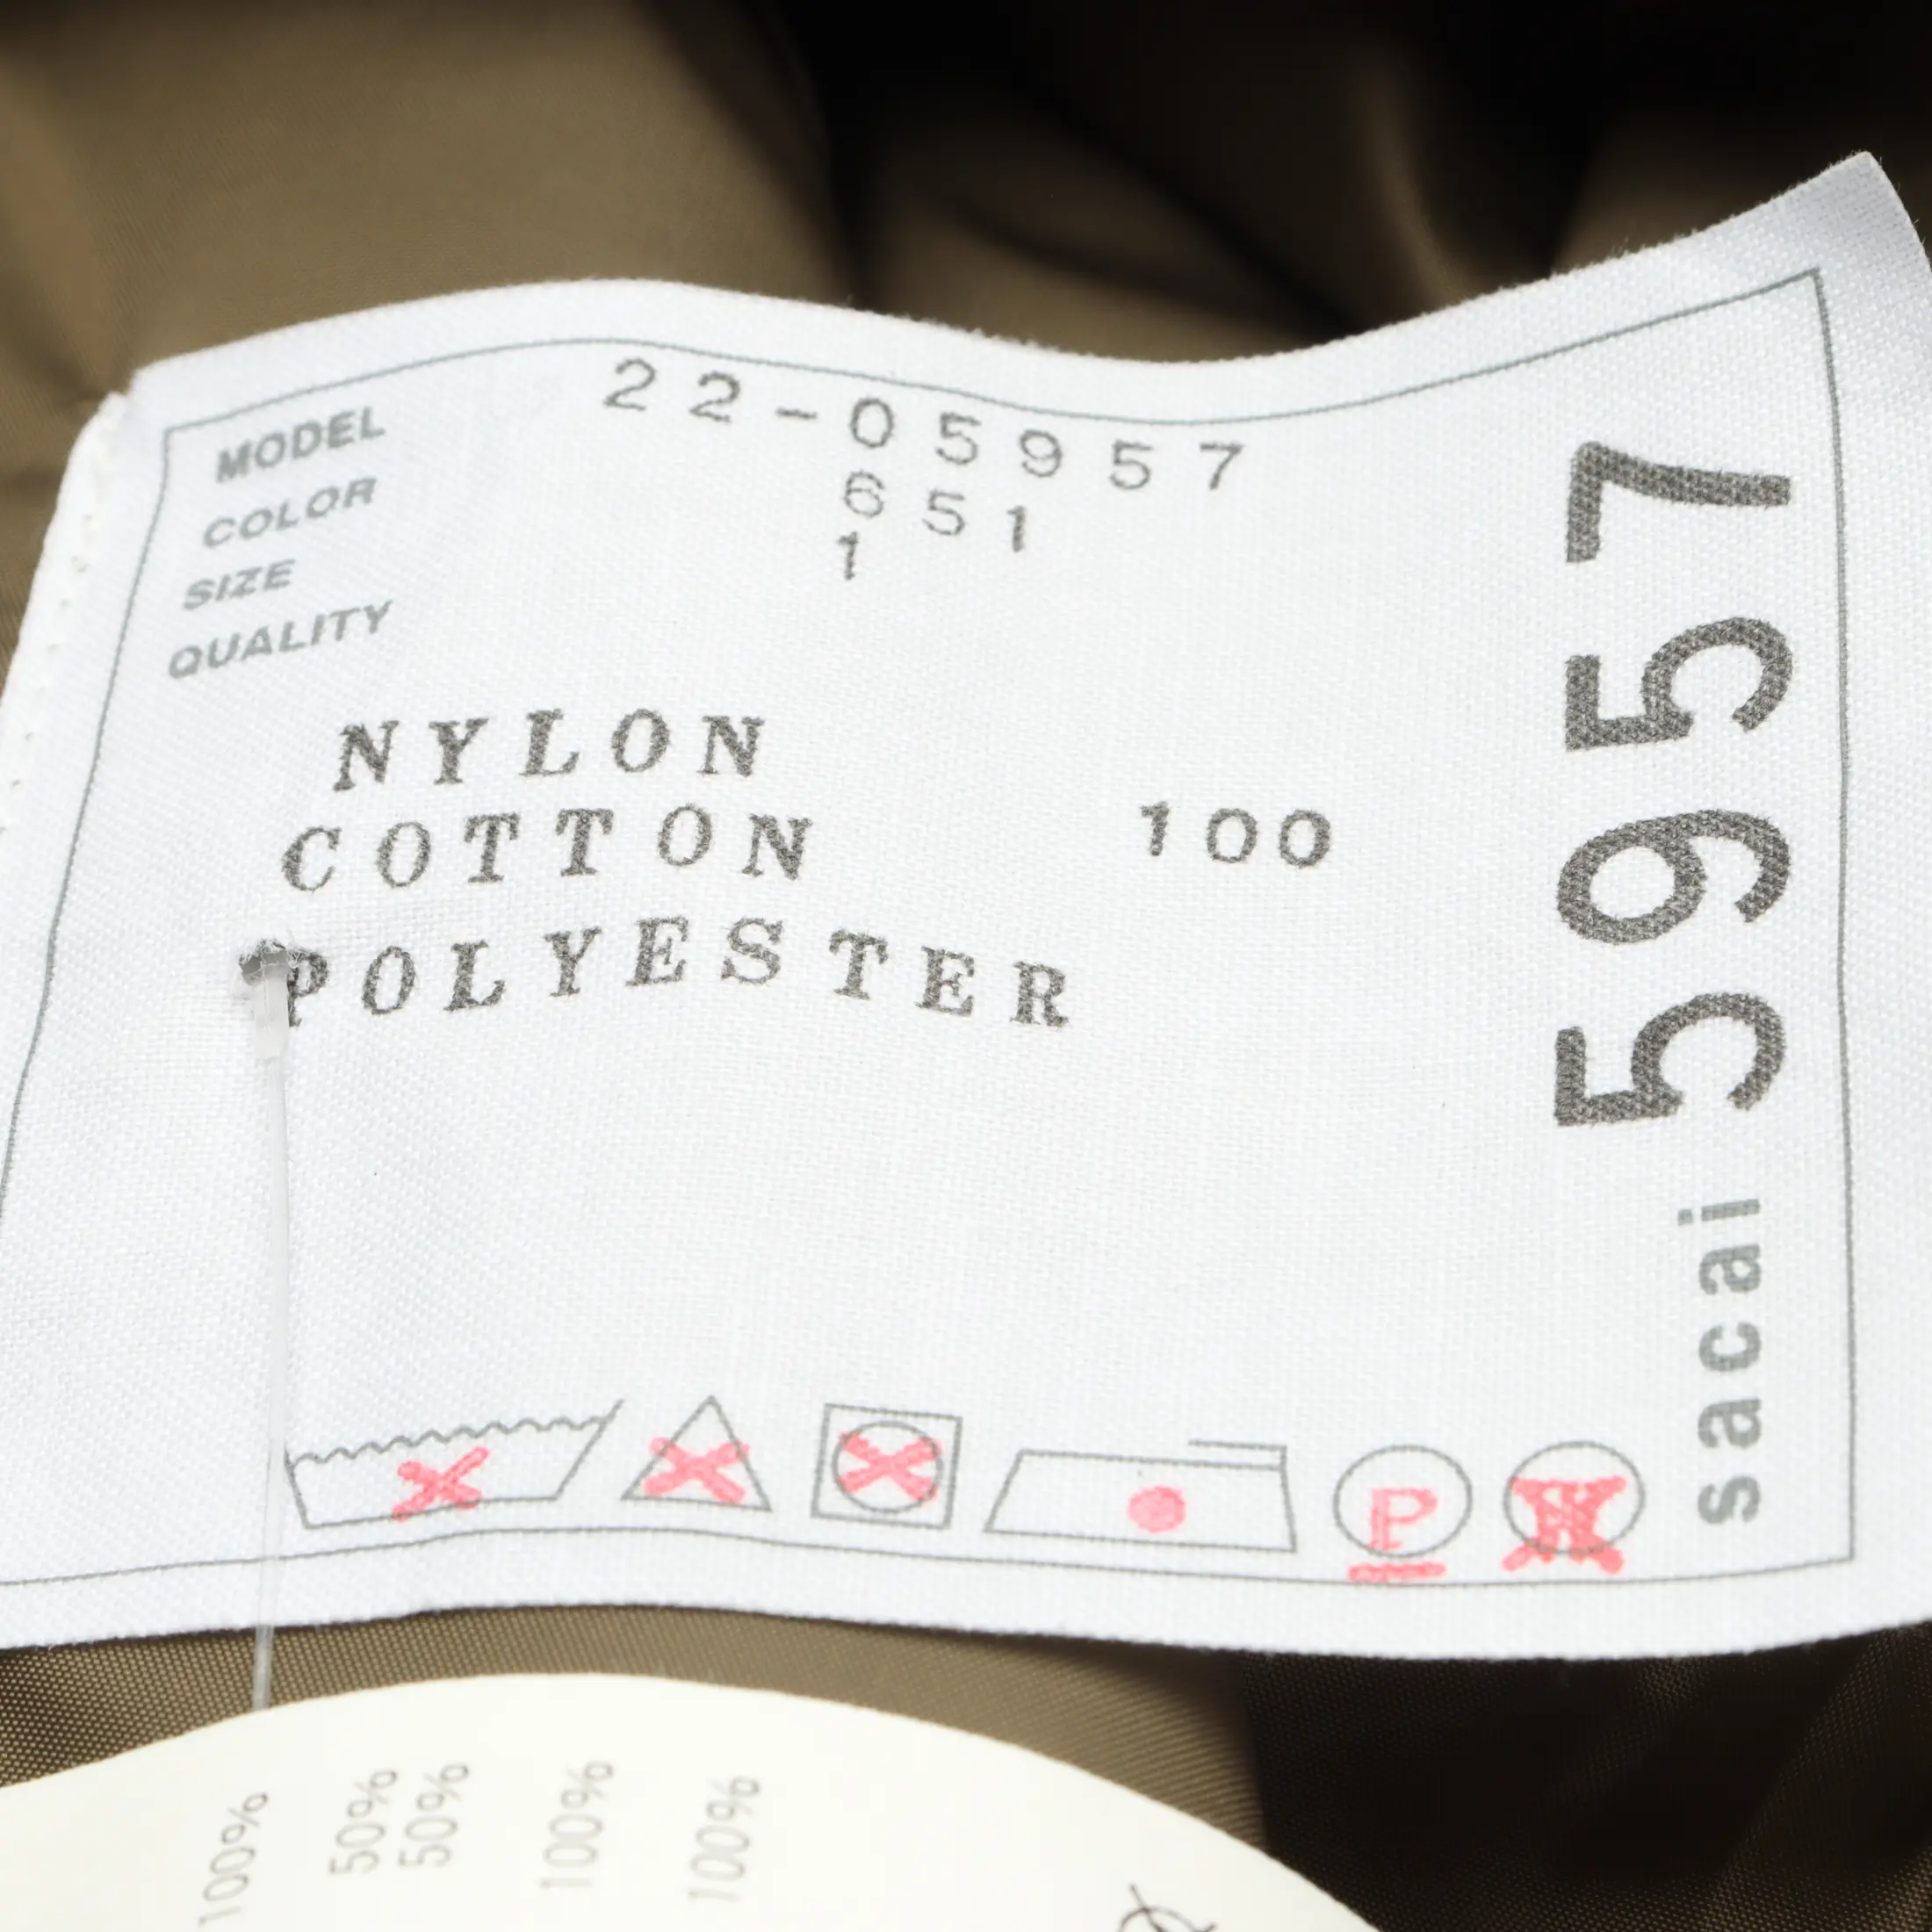 MODEL 22-05957
COLOR 651
SIZE 1
QUALITY
NYLON
COTTON 100
POLYESTER
P
W
5957
sacai
100%
50%
50%
100%
100%